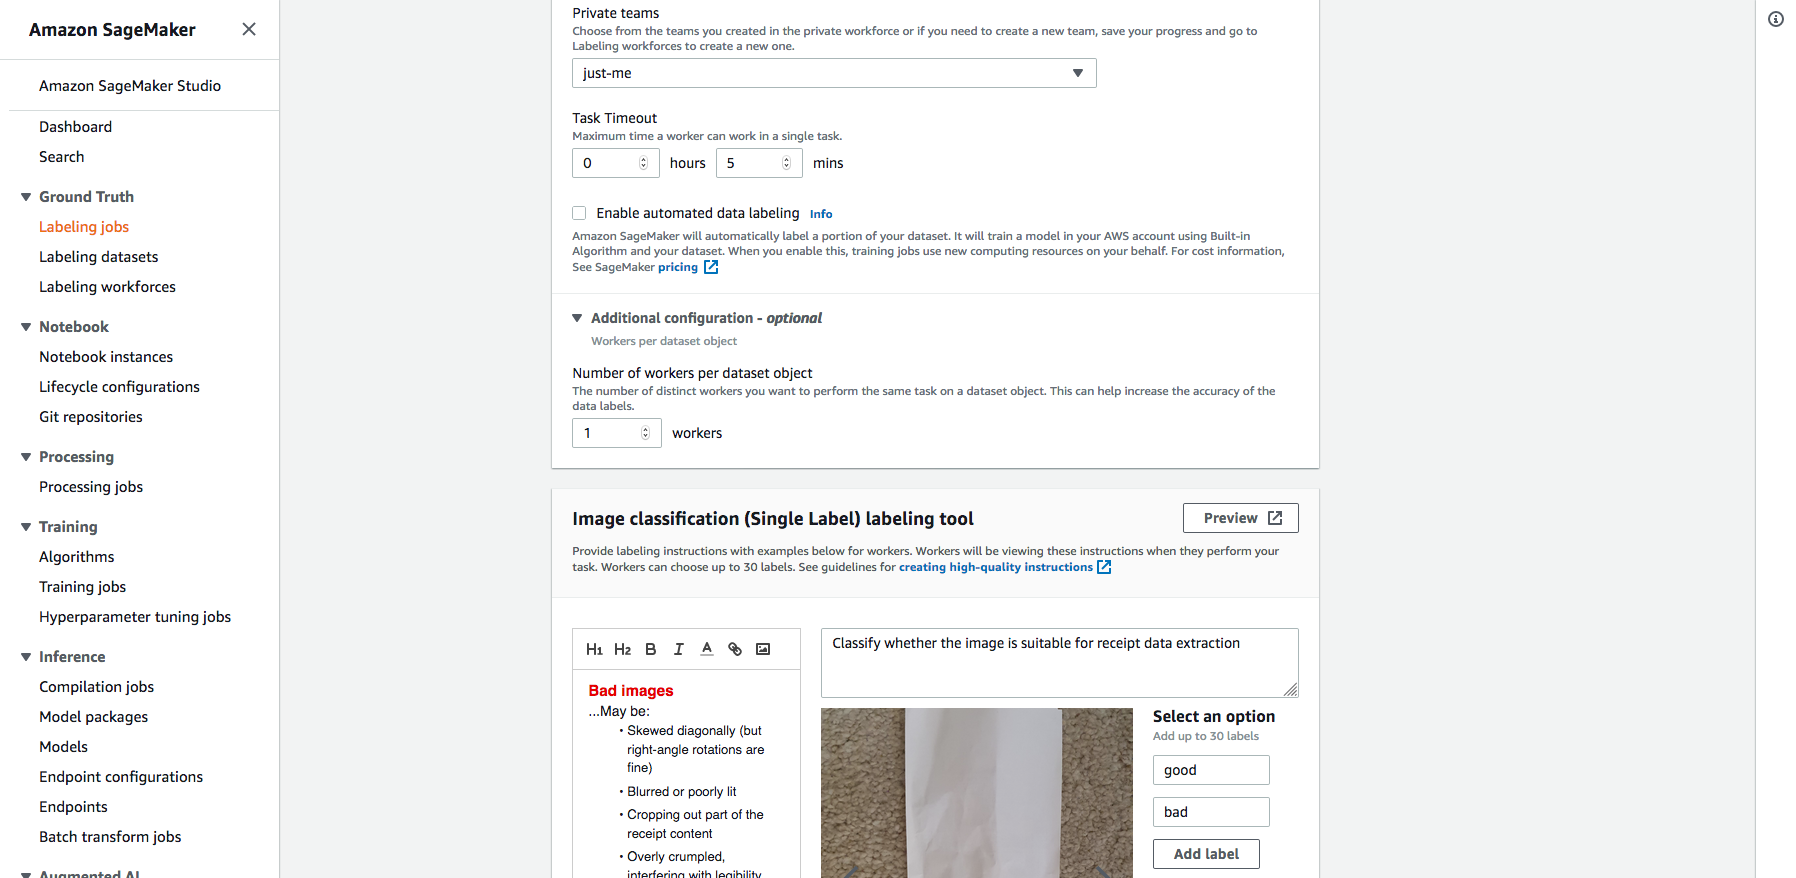 Amazon SageMaker
Amazon SageMaker Studio
Dashboard
Search
Ground Truth
Labeling jobs
Labeling datasets
Labeling workforces
Notebook
Notebook instances
Lifecycle configurations
Git repositories
Processing
Processing jobs
Training
Algorithms
Training jobs
Hyperparameter tuning jobs
Inference
Compilation jobs
Model packages
Models
Endpoint configurations
Endpoints
Batch transform jobs
Augmented AI
Private teams
Choose from the teams you created in the private workforce or if you need to create a new team, save your progress and go to
Labeling workforces to create a new one.
just-me
Task Timeout
Maximum time a worker can work in a single task.
0 hours 5 mins
Enable automated data labeling Info
Amazon SageMaker will automatically label a portion of your dataset. It will train a model in your AWS account using Built-in
Algorithm and your dataset. When you enable this, training jobs use new computing resources on your behalf. For cost information,
See SageMaker pricing
Additional configuration - optional
Workers per dataset object
Number of workers per dataset object
The number of distinct workers you want to perform the same task on a dataset object. This can help increase the accuracy of the
data labels.
1 workers
Image classification (Single Label) labeling tool
Preview
Provide labeling instructions with examples below for workers. Workers will be viewing these instructions when they perform your
task. Workers can choose up to 30 labels. See guidelines for creating high-quality instructions
H1 H2 B I A
Bad images
...May be:
• Skewed diagonally (but
right-angle rotations are
fine)
• Blurred or poorly lit
• Cropping out part of the
receipt content
• Overly crumpled,
interfering with legibility
Classify whether the image is suitable for receipt data extraction
Select an option
Add up to 30 labels
good
bad
Add label